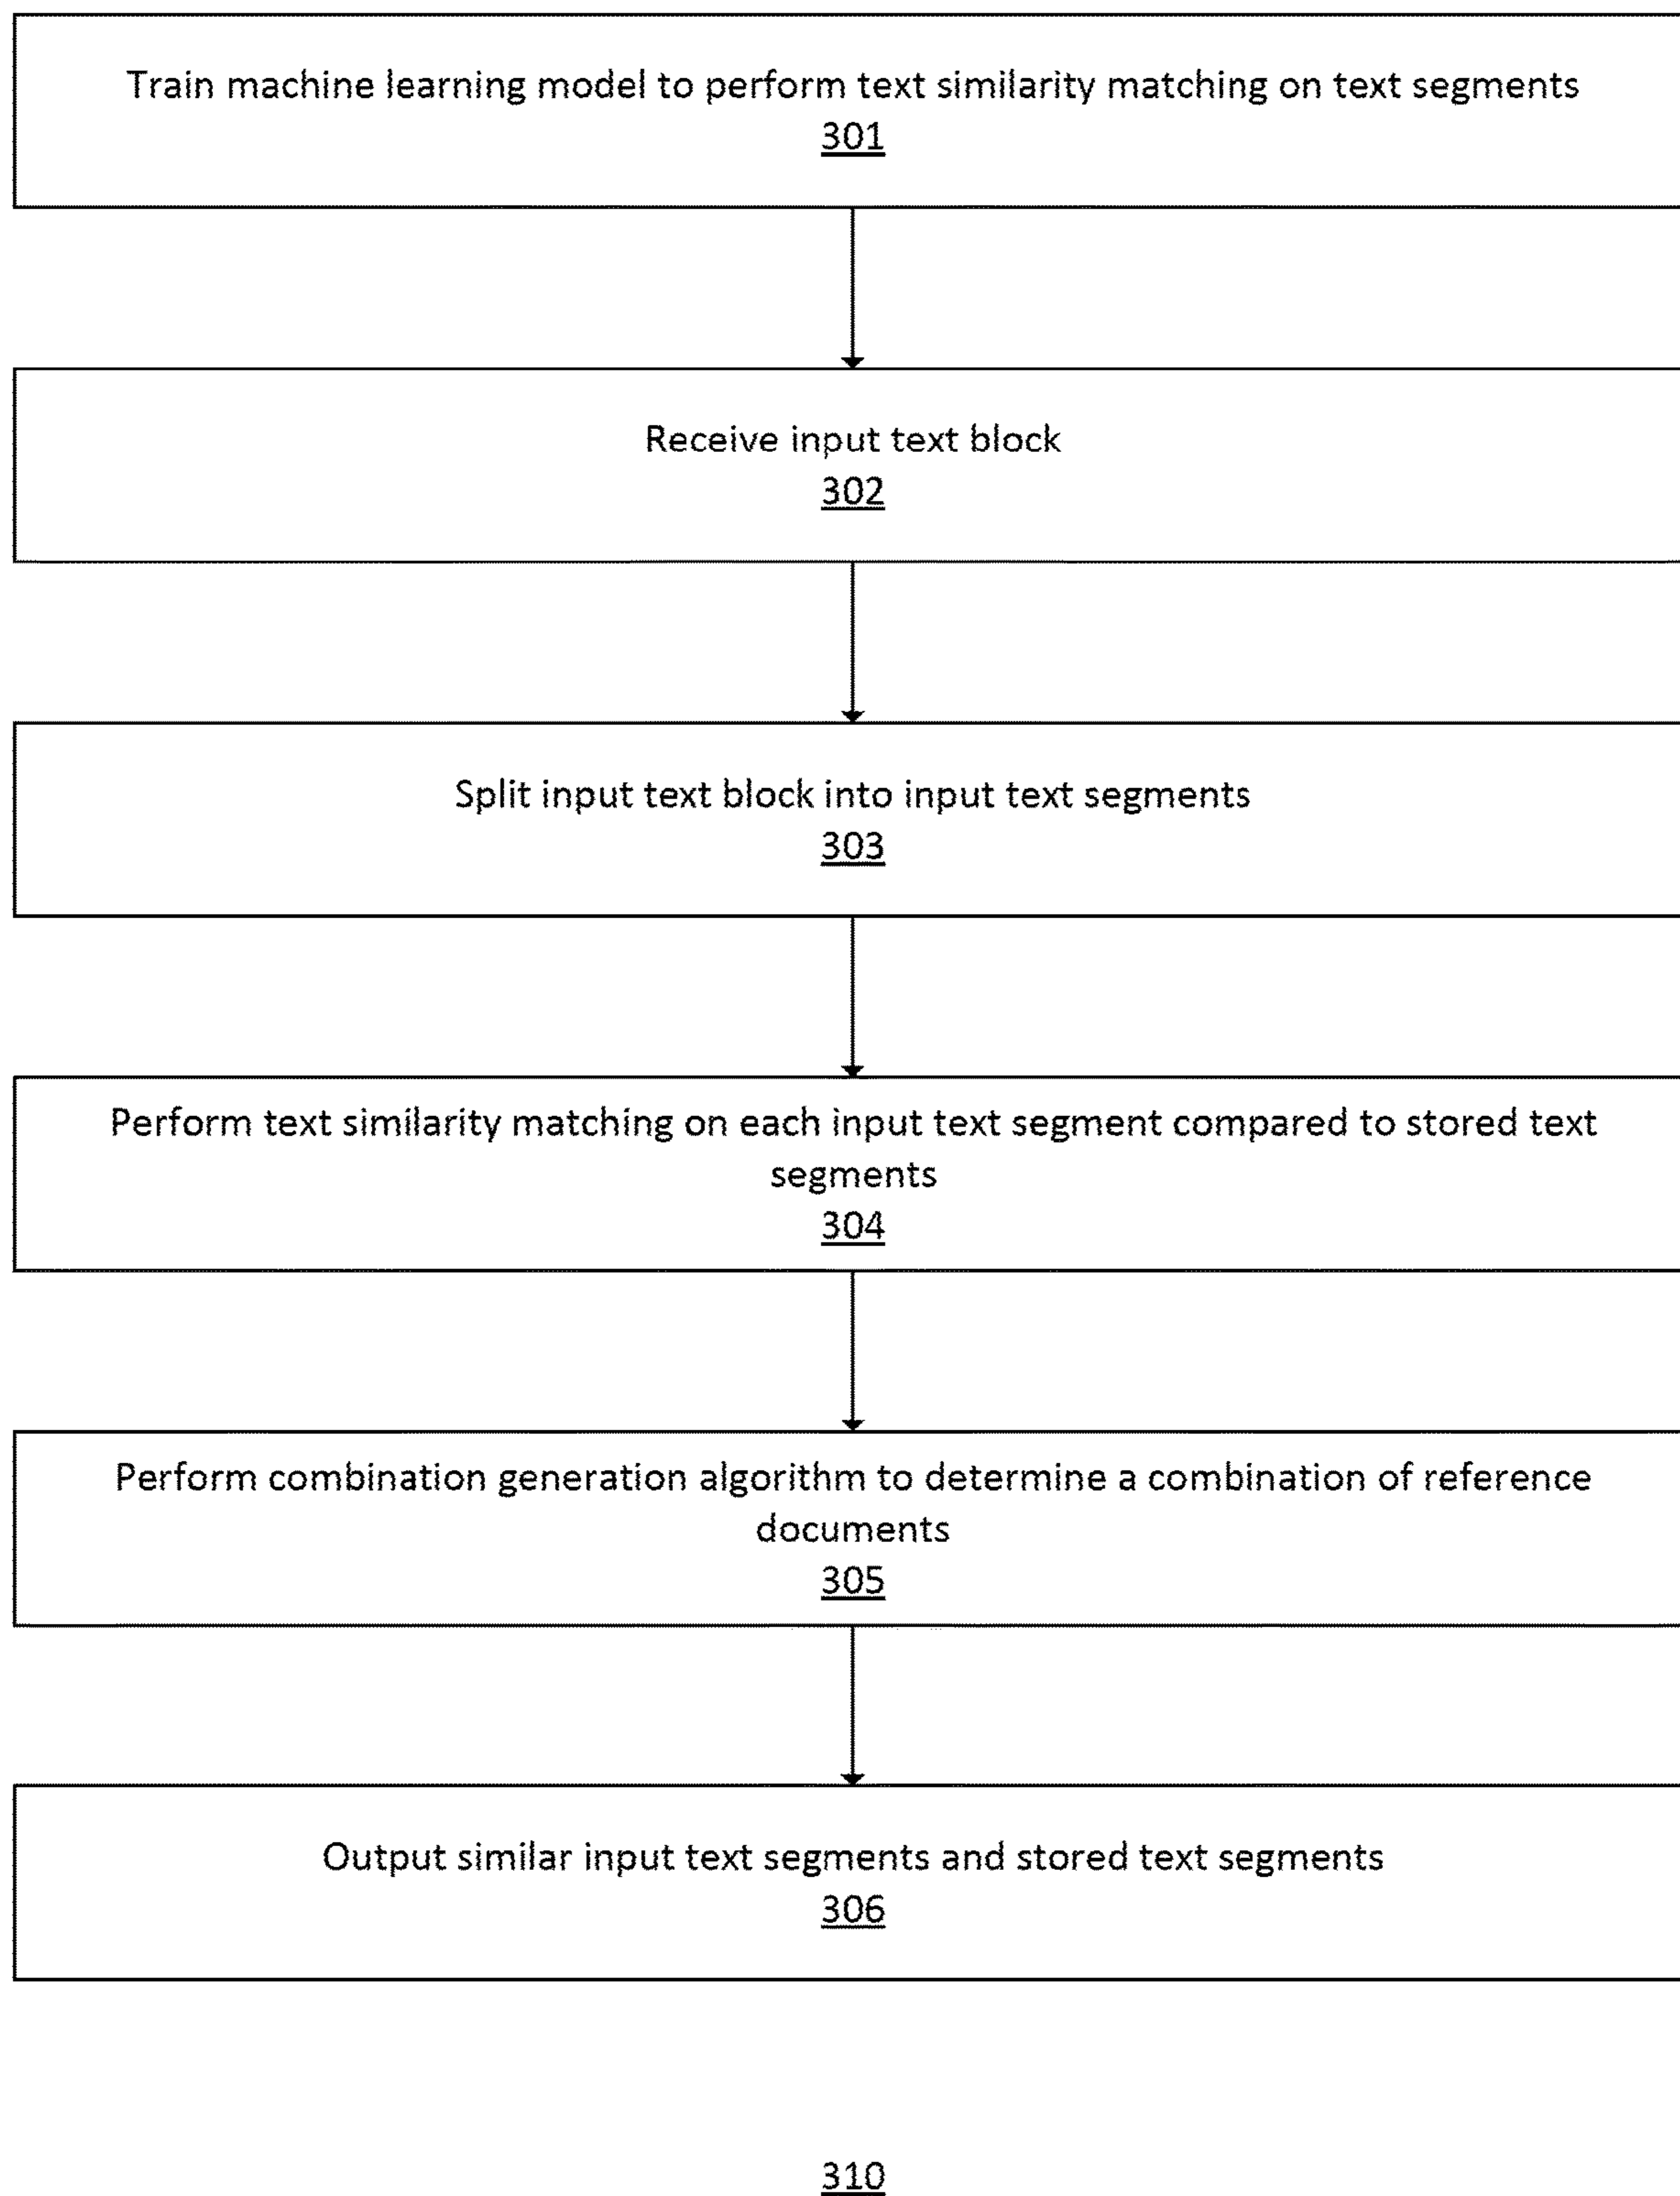 Train machine learning model to perform text similarity matching on text segments
301
Receive input text block
302
Split input text block into input text segments
303
Perform text similarity matching on each input text segment compared to stored text
segments
304
Perform combination generation algorithm to determine a combination of reference
documents
305
Output similar input text segments and stored text segments
306
310